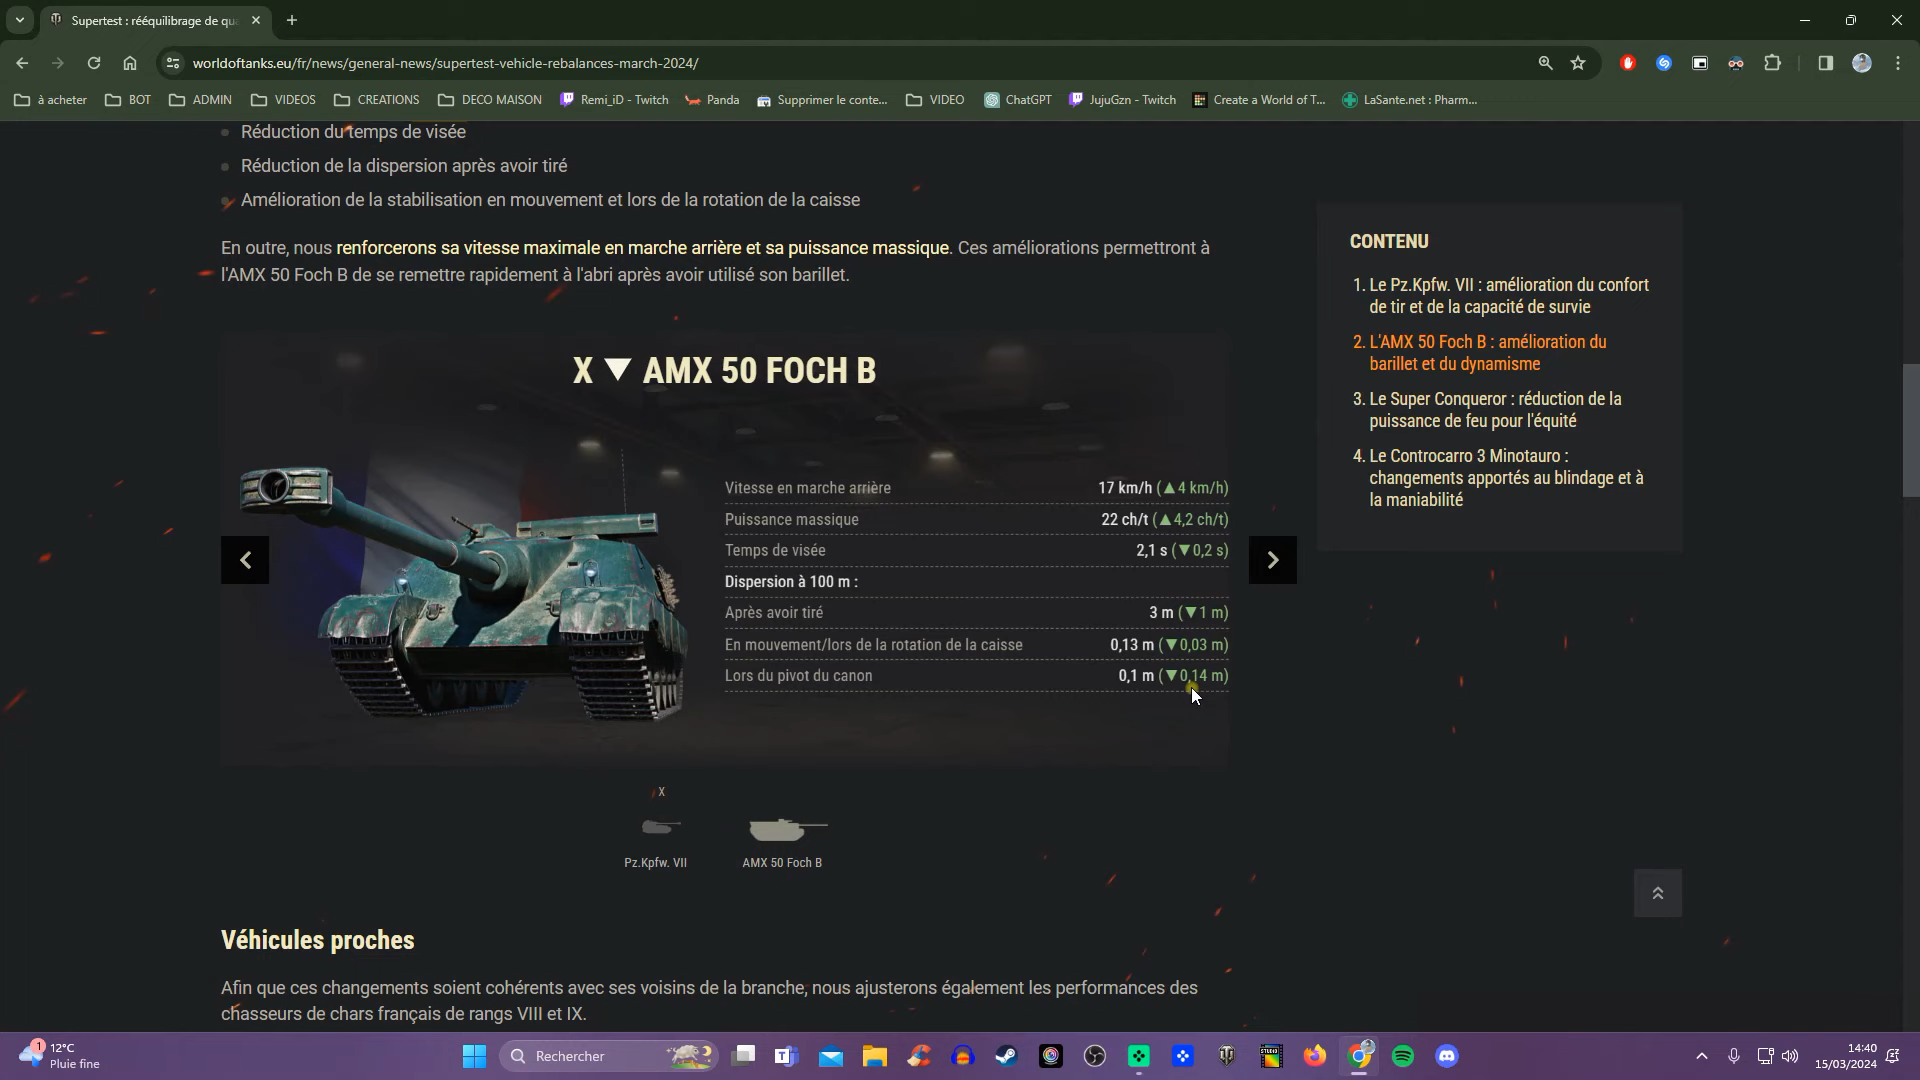 Supertest : rééquilibrage de qu
worldoftanks.eu/fr/news/general-news/supertest-vehicle-rebalances-march-2024/
à acheter
BOT
ADMIN
VIDEOS
CREATIONS
DECO MAISON
Remi_iD - Twitch
Panda
Supprimer le conte...
VIDEO
ChatGPT
JujuGzn - Twitch
Create a World of T...
LaSante.net : Pharm...
Réduction du temps de visée
Réduction de la dispersion après avoir tiré
Amélioration de la stabilisation en mouvement et lors de la rotation de la caisse
En outre, nous renforcerons sa vitesse maximale en marche arrière et sa puissance massique. Ces améliorations permettront à
l'AMX 50 Foch B de se remettre rapidement à l'abri après avoir utilisé son barillet.
X ▼ AMX 50 FOCH B
Vitesse en marche arrière 17 km/h (▲4 km/h)
Puissance massique 22 ch/t (▲4,2 ch/t)
Temps de visée 2,1 s (▼0,2 s)
Dispersion à 100 m :
Après avoir tiré 3 m (▼1 m)
En mouvement/lors de la rotation de la caisse 0,13 m (▼0,03 m)
Lors du pivot du canon 0,1 m (▼0,14 m)
X
Pz.Kpfw. VII
AMX 50 Foch B
Véhicules proches
Afin que ces changements soient cohérents avec ses voisins de la branche, nous ajusterons également les performances des
chasseurs de chars français de rangs VIII et IX.
CONTENU
1. Le Pz.Kpfw. VII : amélioration du confort
de tir et de la capacité de survie
2. L'AMX 50 Foch B : amélioration du
barillet et du dynamisme
3. Le Super Conqueror : réduction de la
puissance de feu pour l'équité
4. Le Controcarro 3 Minotauro :
changements apportés au blindage et à
la maniabilité
1
12°C
Pluie fine
Rechercher
STUDIO
14:40
15/03/2024